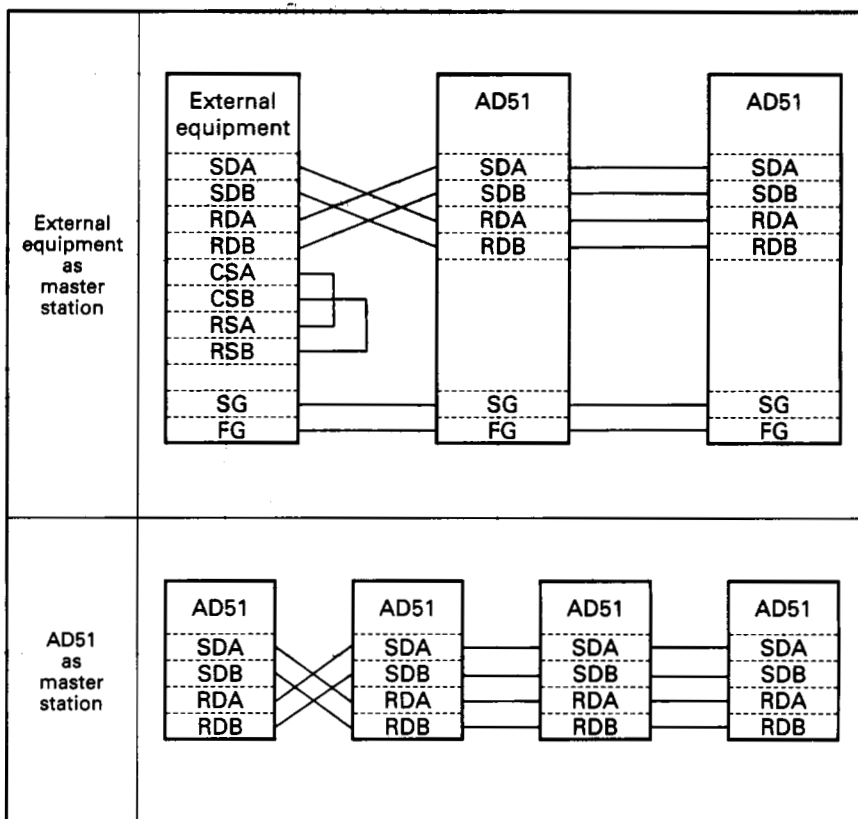 External
equipment
as
master
station
External
equipment
SDA
SDB
RDA
RDB
CSA
CSB
RSA
RSB
SG
FG
AD51
SDA
SDB
RDA
RDB
SG
FG
AD51
SDA
SDB
RDA
RDB
SG
FG
AD51
as
master
station
AD51
SDA
SDB
RDA
RDB
AD51
SDA
SDB
RDA
RDB
AD51
SDA
SDB
RDA
RDB
AD51
SDA
SDB
RDA
RDB